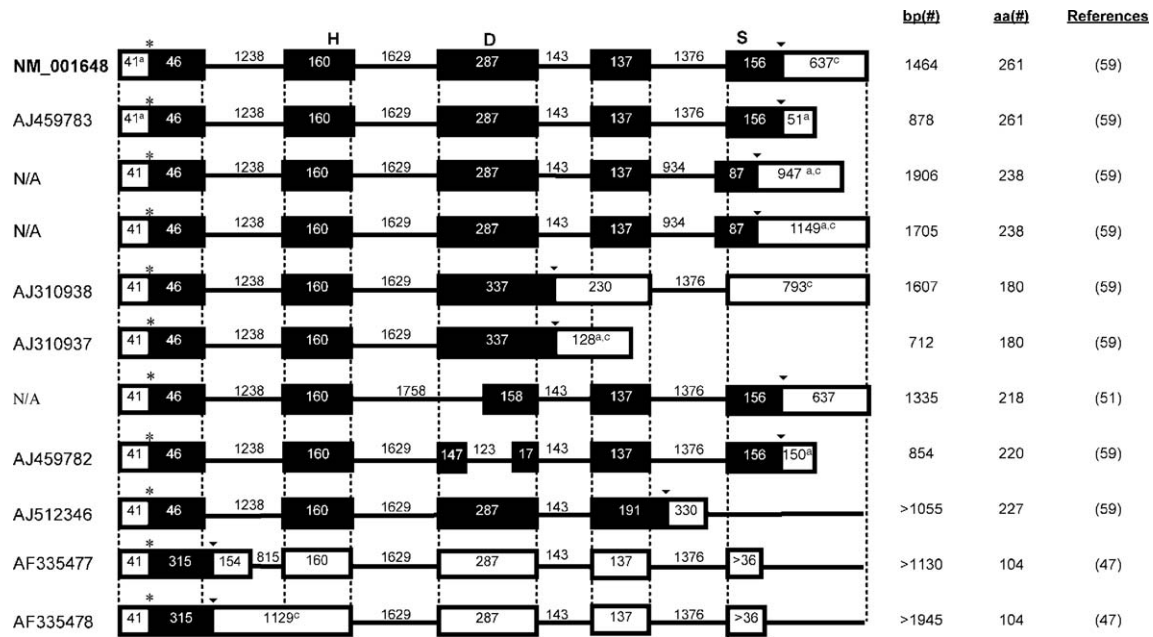 bp(#) aa(#) References
H D S
* 1238 1629 143 1376
NM_001648 41ª 46 160 287 137 156 637ᶜ 1464 261 (59)
* 1238 1629 143 1376
AJ459783 41ª 46 160 287 137 156 51ª 878 261 (59)
* 1238 1629 143 934
N/A 41 46 160 287 137 87 947 ᵃ,ᶜ 1906 238 (59)
* 1238 1629 143 934
N/A 41 46 160 287 137 87 1149ᵃ,ᶜ 1705 238 (59)
* 1238 1629 1376
AJ310938 41 46 160 337 230 793ᶜ 1607 180 (59)
* 1238 1629
AJ310937 41 46 160 337 128ᵃ,ᶜ 712 180 (59)
* 1238 1758 143 1376
N/A 41 46 160 158 137 156 637 1335 218 (51)
* 1238 1629 123 143 1376
AJ459782 41 46 160 147 17 137 156 150ª 854 220 (59)
* 1238 1629 143
AJ512346 41 46 160 287 191 330 >1055 227 (59)
* 815 1629 143 1376
AF335477 41 315 154 160 287 137 >36 >1130 104 (47)
* 1629 143 1376
AF335478 41 315 1129ᶜ 287 137 >36 >1945 104 (47)